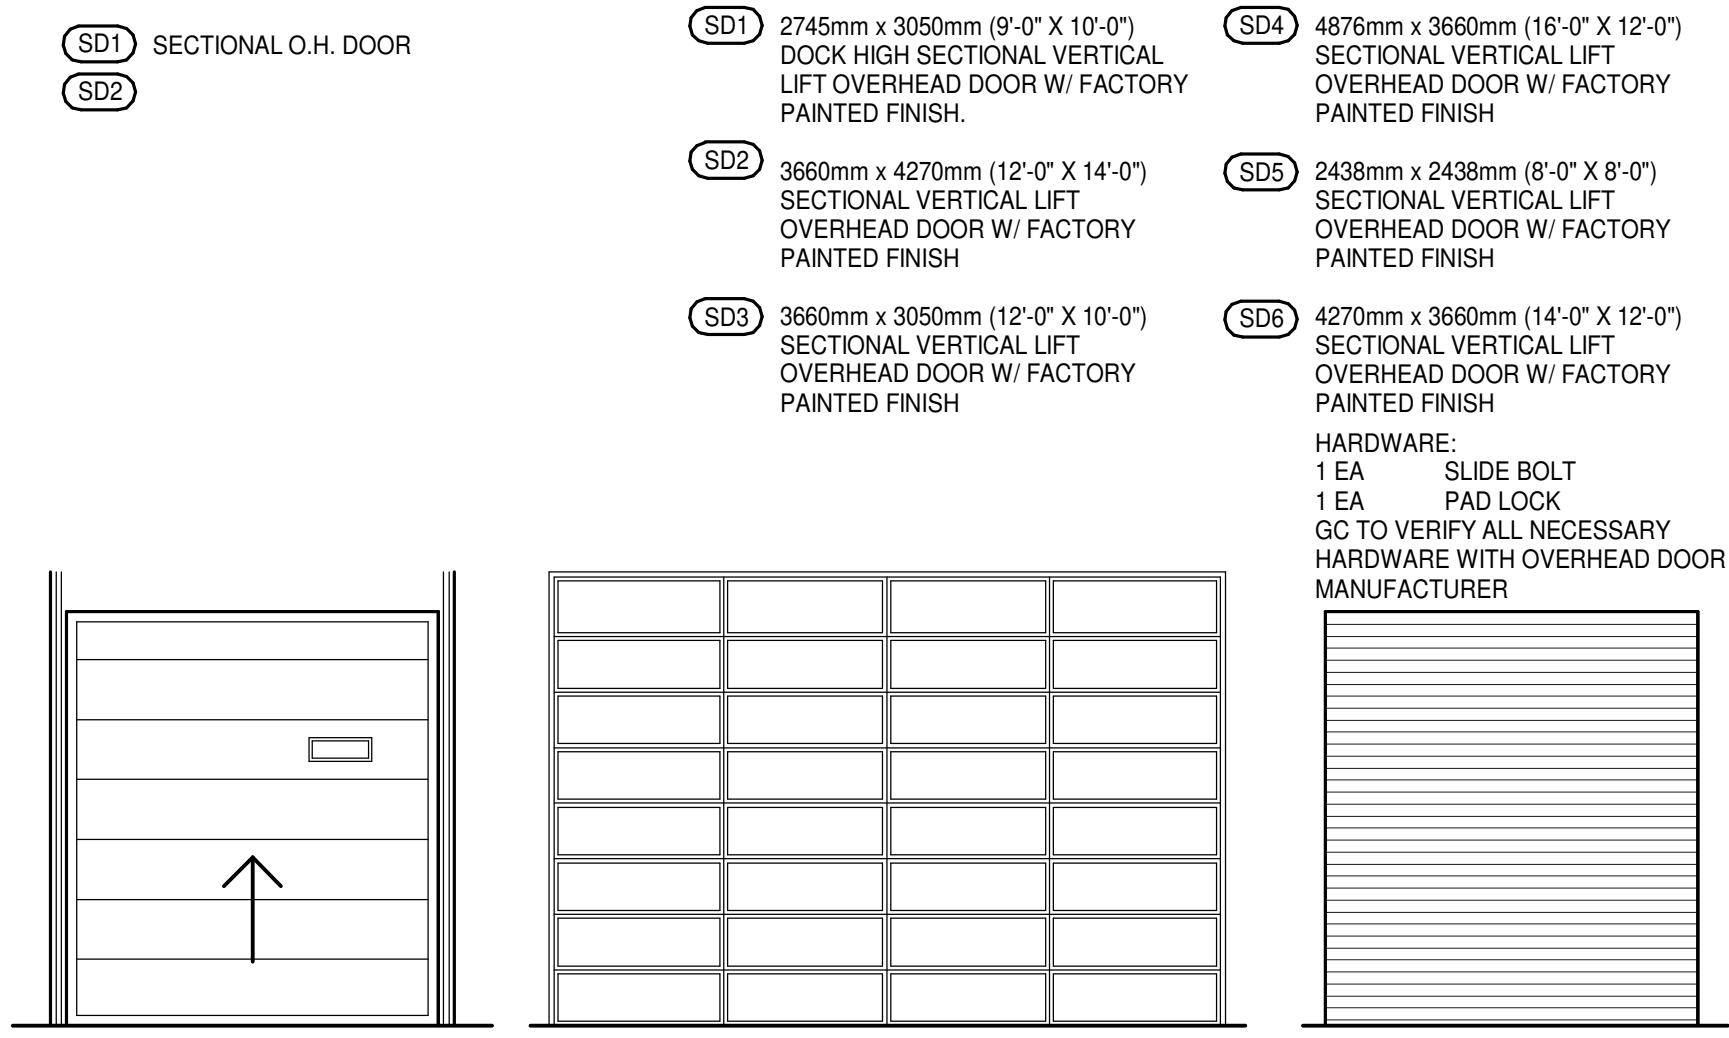 SD1 SECTIONAL O.H. DOOR
SD2
SD1 2745mm x 3050mm (9'-0" X 10'-0")
DOCK HIGH SECTIONAL VERTICAL
LIFT OVERHEAD DOOR W/ FACTORY
PAINTED FINISH.
SD2 3660mm x 4270mm (12'-0" X 14'-0")
SECTIONAL VERTICAL LIFT
OVERHEAD DOOR W/ FACTORY
PAINTED FINISH
SD3 3660mm x 3050mm (12'-0" X 10'-0")
SECTIONAL VERTICAL LIFT
OVERHEAD DOOR W/ FACTORY
PAINTED FINISH
SD4 4876mm x 3660mm (16'-0" X 12'-0")
SECTIONAL VERTICAL LIFT
OVERHEAD DOOR W/ FACTORY
PAINTED FINISH
SD5 2438mm x 2438mm (8'-0" X 8'-0")
SECTIONAL VERTICAL LIFT
OVERHEAD DOOR W/ FACTORY
PAINTED FINISH
SD6 4270mm x 3660mm (14'-0" X 12'-0")
SECTIONAL VERTICAL LIFT
OVERHEAD DOOR W/ FACTORY
PAINTED FINISH
HARDWARE:
1 EA SLIDE BOLT
1 EA PAD LOCK
GC TO VERIFY ALL NECESSARY
HARDWARE WITH OVERHEAD DOOR
MANUFACTURER